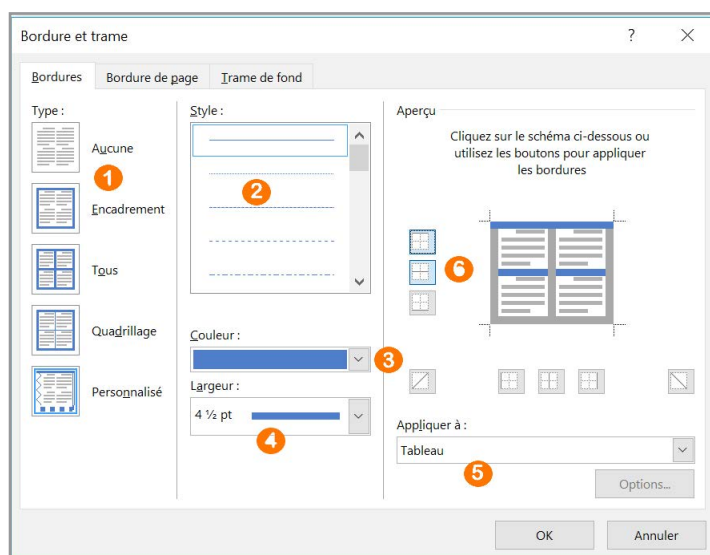 Bordure et trame
?
Bordures
Bordure de page
Trame de fond
Type :
Aucune
1
Encadrement
Tous
Quadrillage
Personnalisé
Style :
2
Couleur :
3
Largeur :
4 ½ pt
4
Aperçu
Cliquez sur le schéma ci-dessous ou
utilisez les boutons pour appliquer
les bordures
6
Appliquer à :
Tableau
5
Options...
OK
Annuler